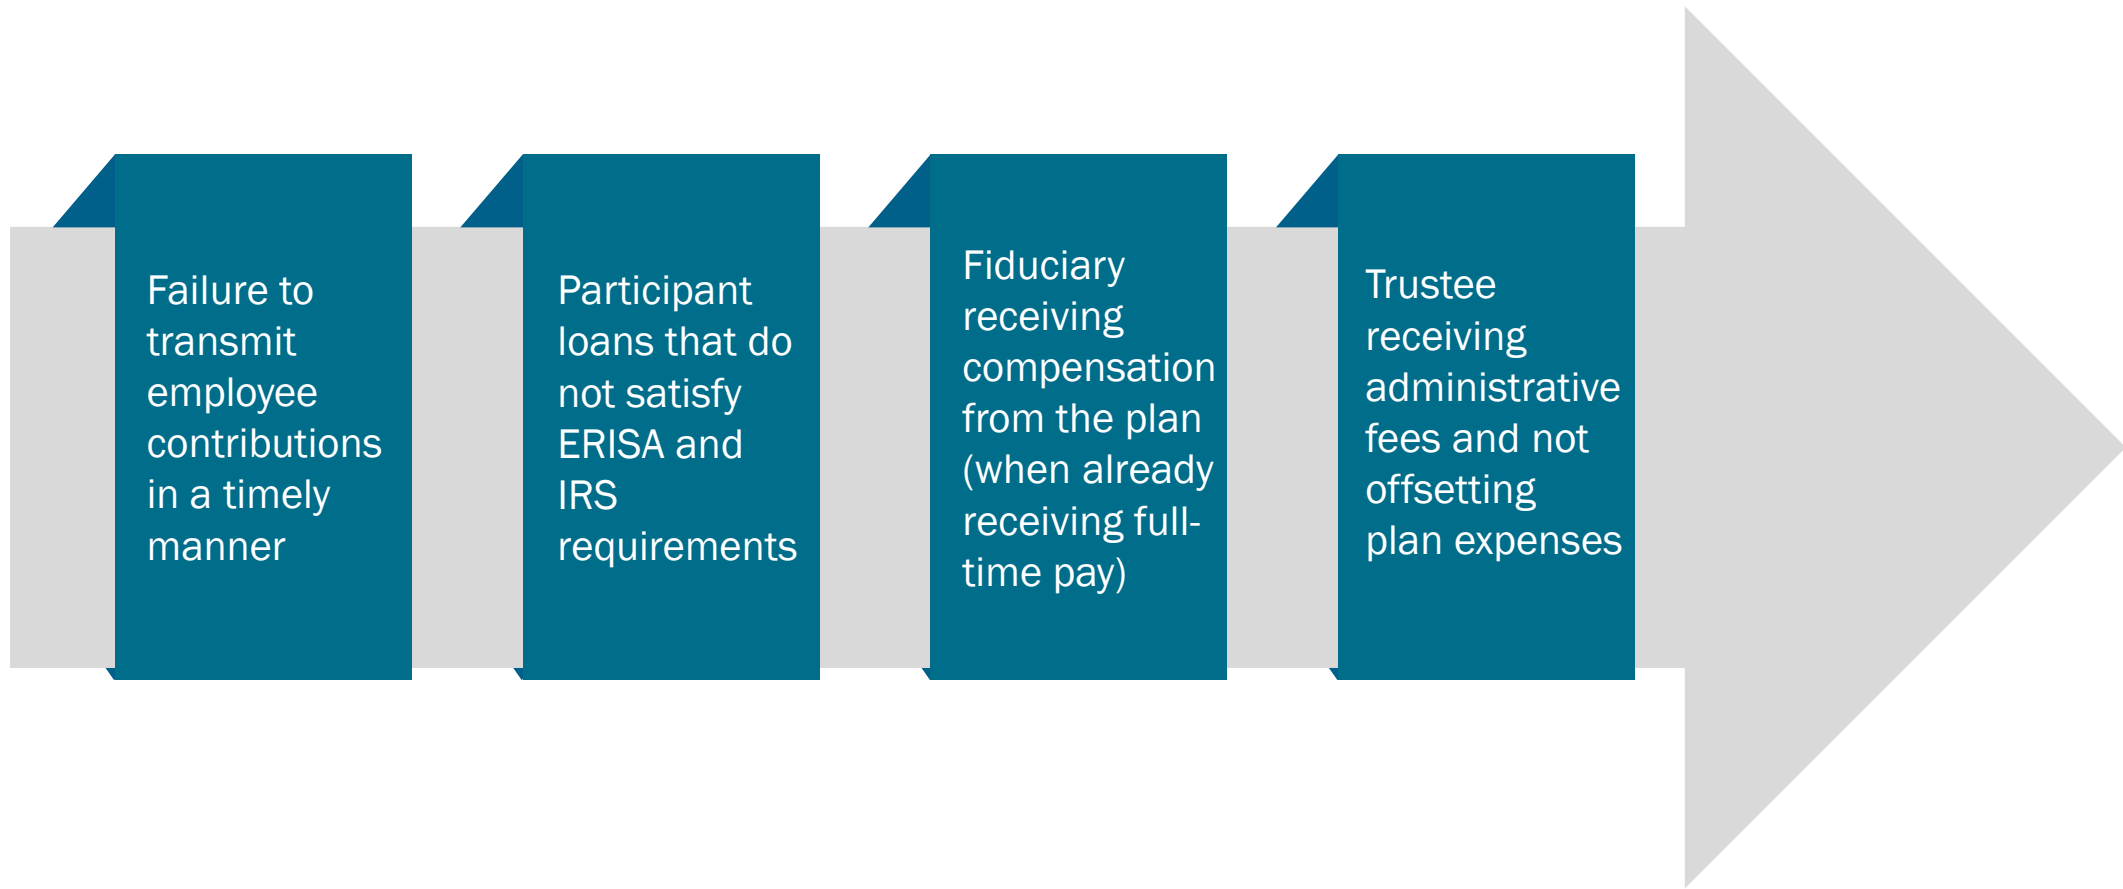 Failure to
transmit
employee
contributions
in a timely
manner
Participant
loans that do
not satisfy
ERISA and
IRS
requirements
Fiduciary
receiving
compensation
from the plan
(when already
receiving full-
time pay)
Trustee
receiving
administrative
fees and not
offsetting
plan expenses